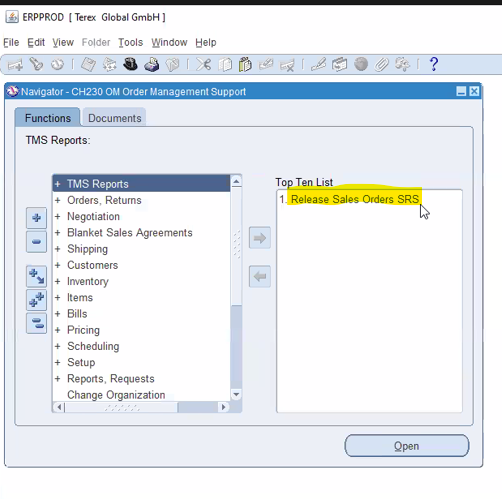 ERPPROD [ Terex Global GmbH ]
File Edit View Folder Tools Window Help
?
Navigator - CH230 OM Order Management Support
Functions Documents
TMS Reports:
+ TMS Reports
+ Orders, Returns
+ Negotiation
+ Blanket Sales Agreements
+ Shipping
+ Customers
+ Inventory
+ Items
+ Bills
+ Pricing
+ Scheduling
+ Setup
+ Reports, Requests
Change Organization
Top Ten List
1. Release Sales Orders SRS
Open